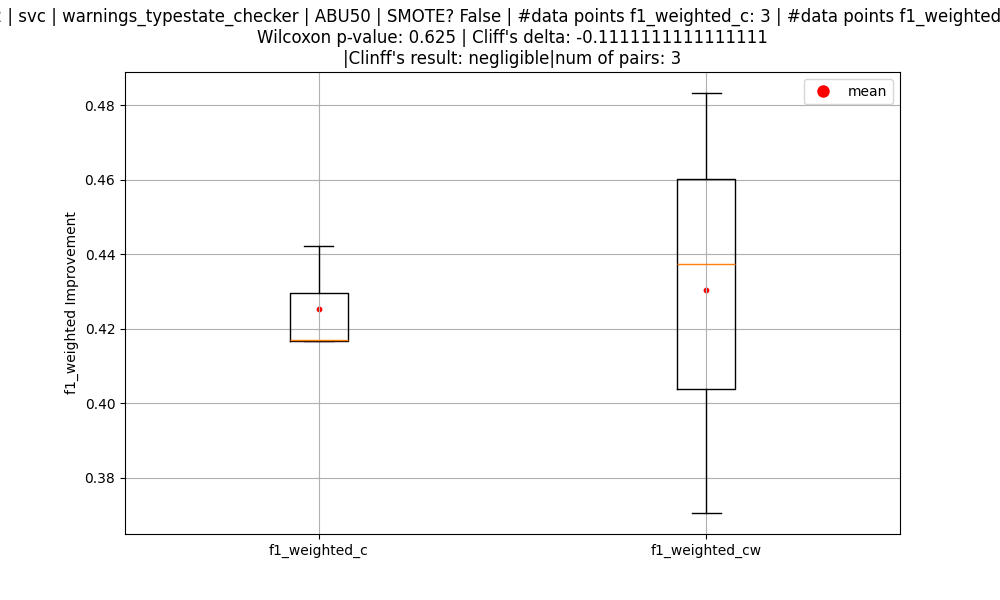 | svc | warnings_typestate_checker | ABU50 | SMOTE? False | #data points f1_weighted_c: 3 | #data points f1_weighted
Wilcoxon p-value: 0.625 | Cliff's delta: -0.1111111111111111
|Clinff's result: negligible|num of pairs: 3
mean
0.48
0.46
0.44
0.42
0.40
0.38
f1_weighted Improvement
f1_weighted_c
f1_weighted_cw